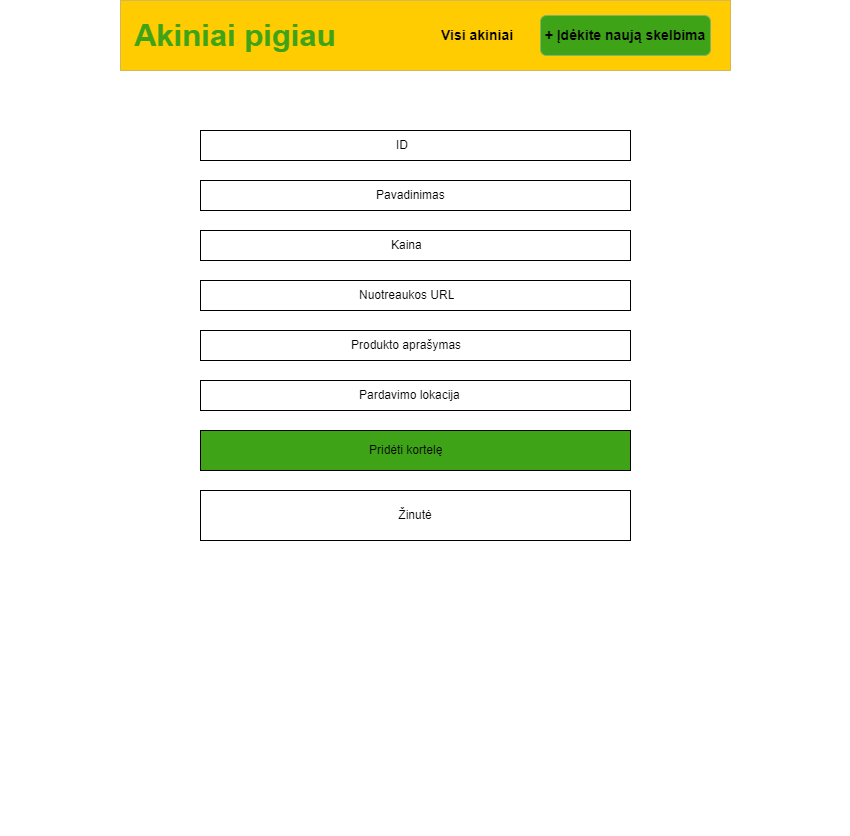 Akiniai pigiau
Visi akiniai
+ Įdėkite naują skelbima
ID
Pavadinimas
Kaina
Nuotreaukos URL
Produkto aprašymas
Pardavimo lokacija
Pridėti kortelę
Žinutė